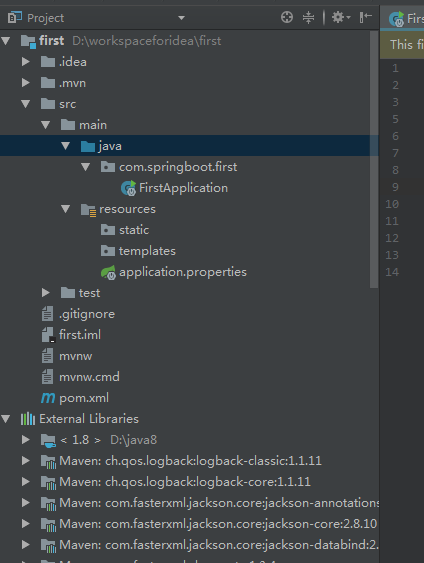 Project
first D:\workspaceforidea\first
.idea
.mvn
src
main
java
com.springboot.first
FirstApplication
resources
static
templates
application.properties
test
.gitignore
first.iml
mvnw
mvnw.cmd
pom.xml
External Libraries
< 1.8 > D:\java8
Maven: ch.qos.logback:logback-classic:1.1.11
Maven: ch.qos.logback:logback-core:1.1.11
Maven: com.fasterxml.jackson.core:jackson-annotations
Maven: com.fasterxml.jackson.core:jackson-core:2.8.10
Maven: com.fasterxml.jackson.core:jackson-databind:2.
First
This fi
1
2
3
4
5
6
7
8
9
10
11
12
13
14